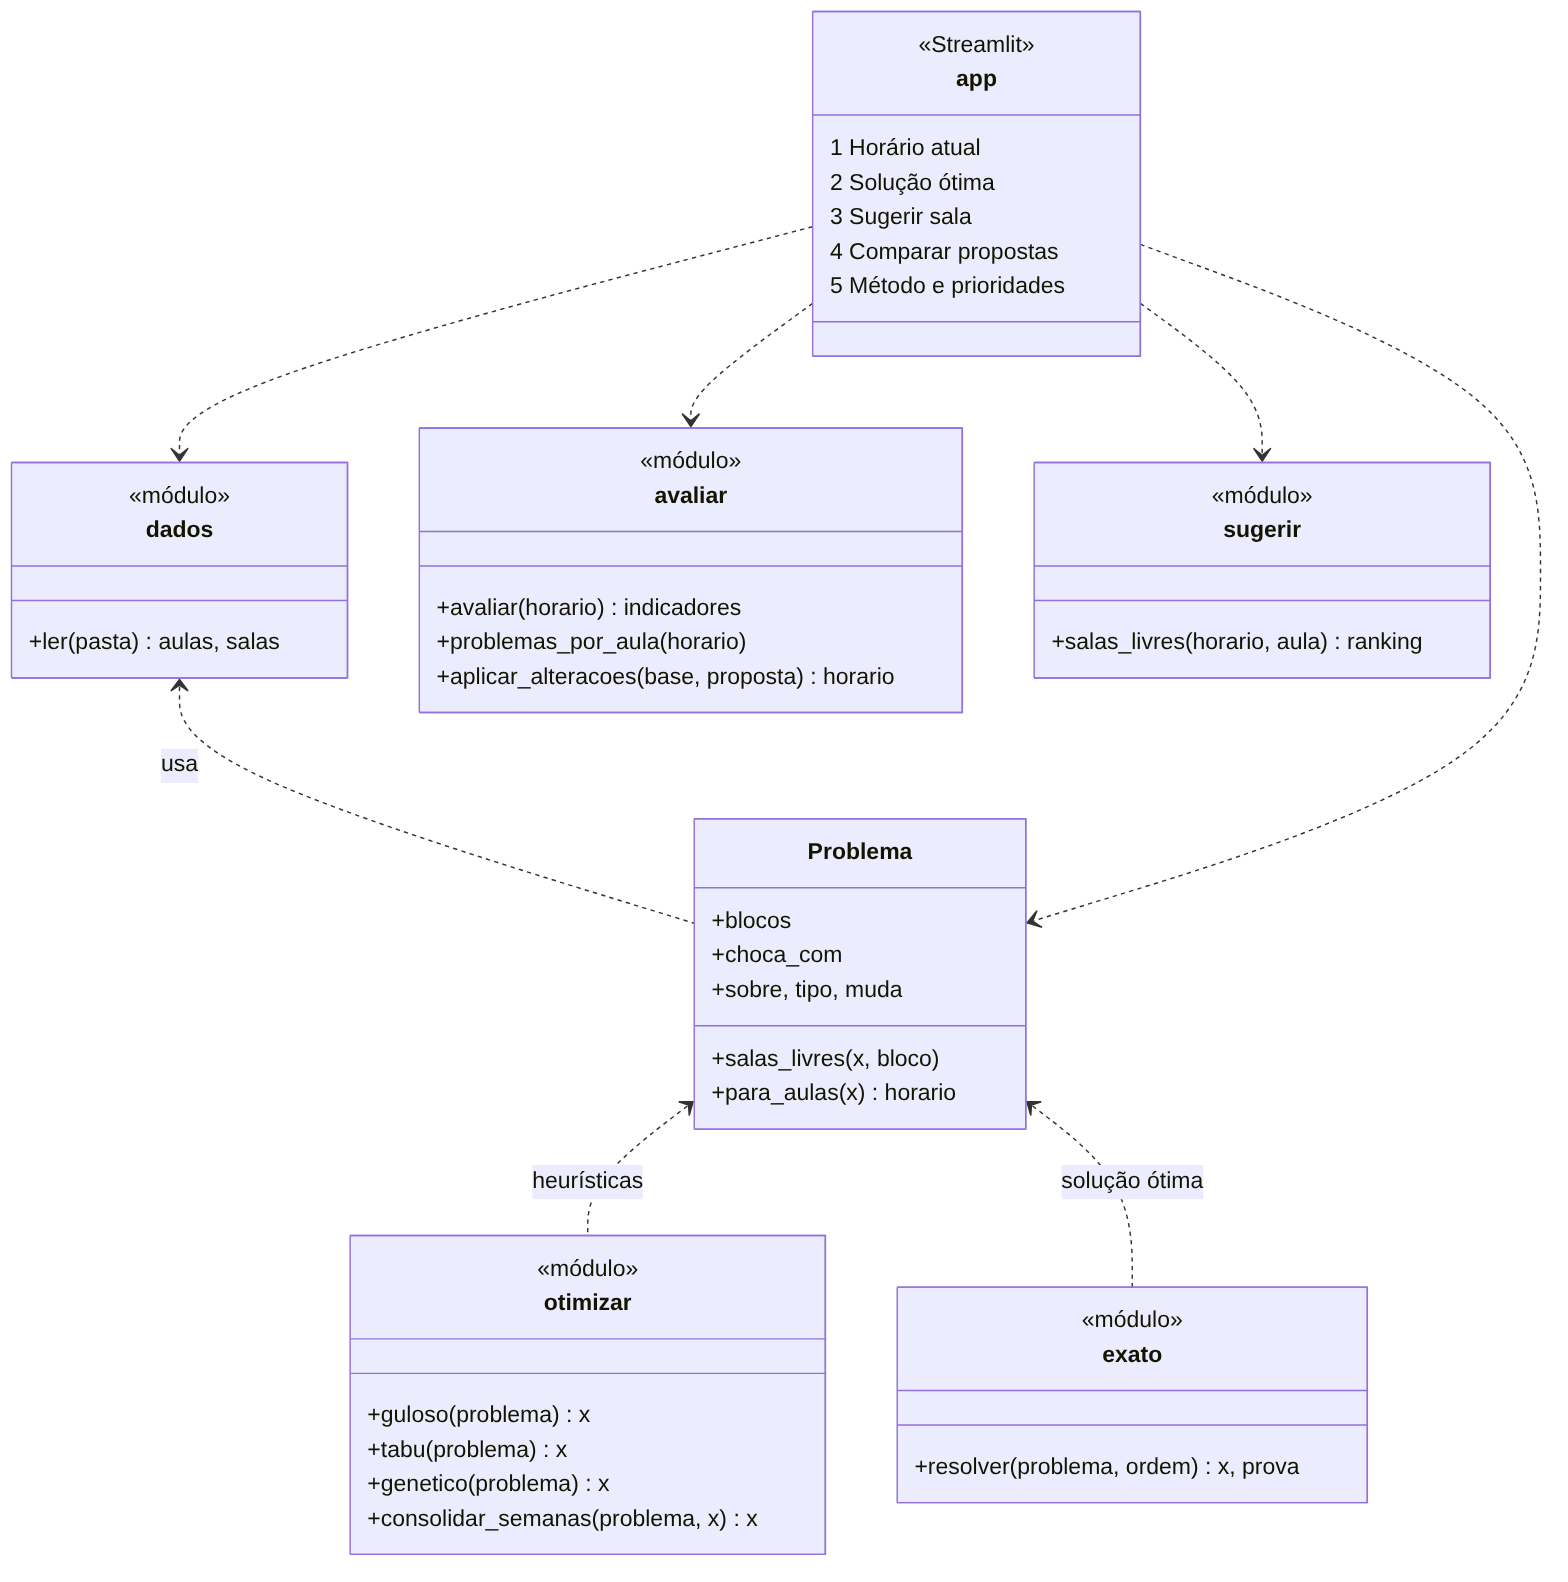 «Streamlit»
app
1 Horário atual
2 Solução ótima
3 Sugerir sala
4 Comparar propostas
5 Método e prioridades
«módulo»
dados
+ler(pasta) : aulas, salas
«módulo»
avaliar
+avaliar(horario) : indicadores
+problemas_por_aula(horario)
+aplicar_alteracoes(base, proposta) : horario
«módulo»
sugerir
+salas_livres(horario, aula) : ranking
usa
Problema
+blocos
+choca_com
+sobre, tipo, muda
+salas_livres(x, bloco)
+para_aulas(x) : horario
heurísticas
solução ótima
«módulo»
otimizar
+guloso(problema) : x
+tabu(problema) : x
+genetico(problema) : x
+consolidar_semanas(problema, x) : x
«módulo»
exato
+resolver(problema, ordem) : x, prova